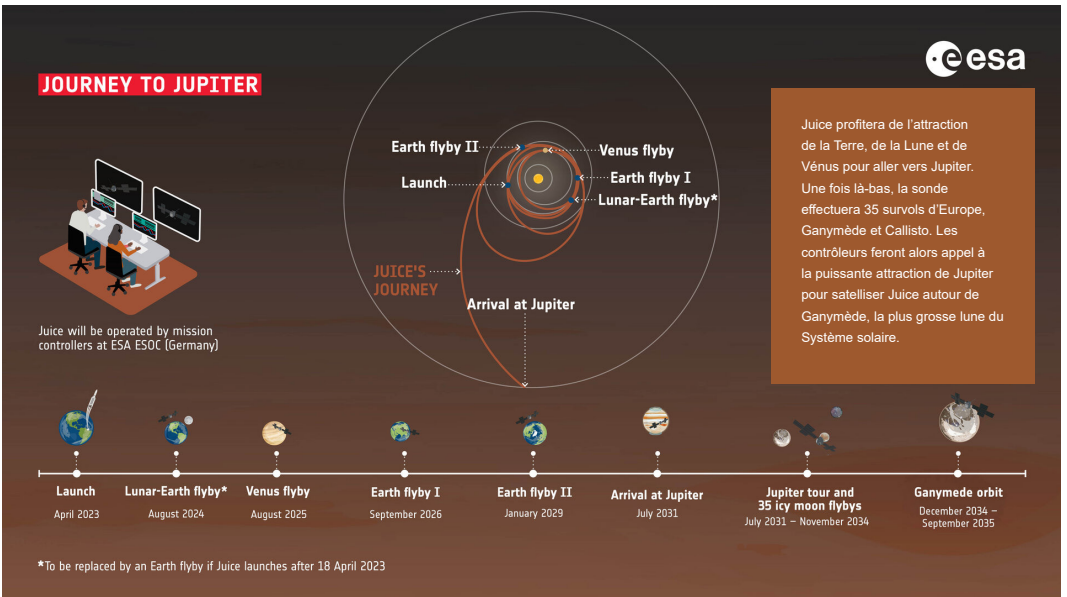 JOURNEY TO JUPITER
esa
Juice profitera de l’attraction
de la Terre, de la Lune et de
Vénus pour aller vers Jupiter.
Une fois là-bas, la sonde
effectuera 35 survols d’Europe,
Ganymède et Callisto. Les
contrôleurs feront alors appel à
la puissante attraction de Jupiter
pour satelliser Juice autour de
Ganymède, la plus grosse lune du
Système solaire.
Earth flyby II
Venus flyby
Launch
Earth flyby I
Lunar-Earth flyby*
JUICE'S
JOURNEY
Arrival at Jupiter
Juice will be operated by mission
controllers at ESA ESOC (Germany)
Launch
April 2023
Lunar-Earth flyby*
August 2024
Venus flyby
August 2025
Earth flyby I
September 2026
Earth flyby II
January 2029
Arrival at Jupiter
July 2031
Jupiter tour and
35 icy moon flybys
July 2031 – November 2034
Ganymede orbit
December 2034 –
September 2035
*To be replaced by an Earth flyby if Juice launches after 18 April 2023